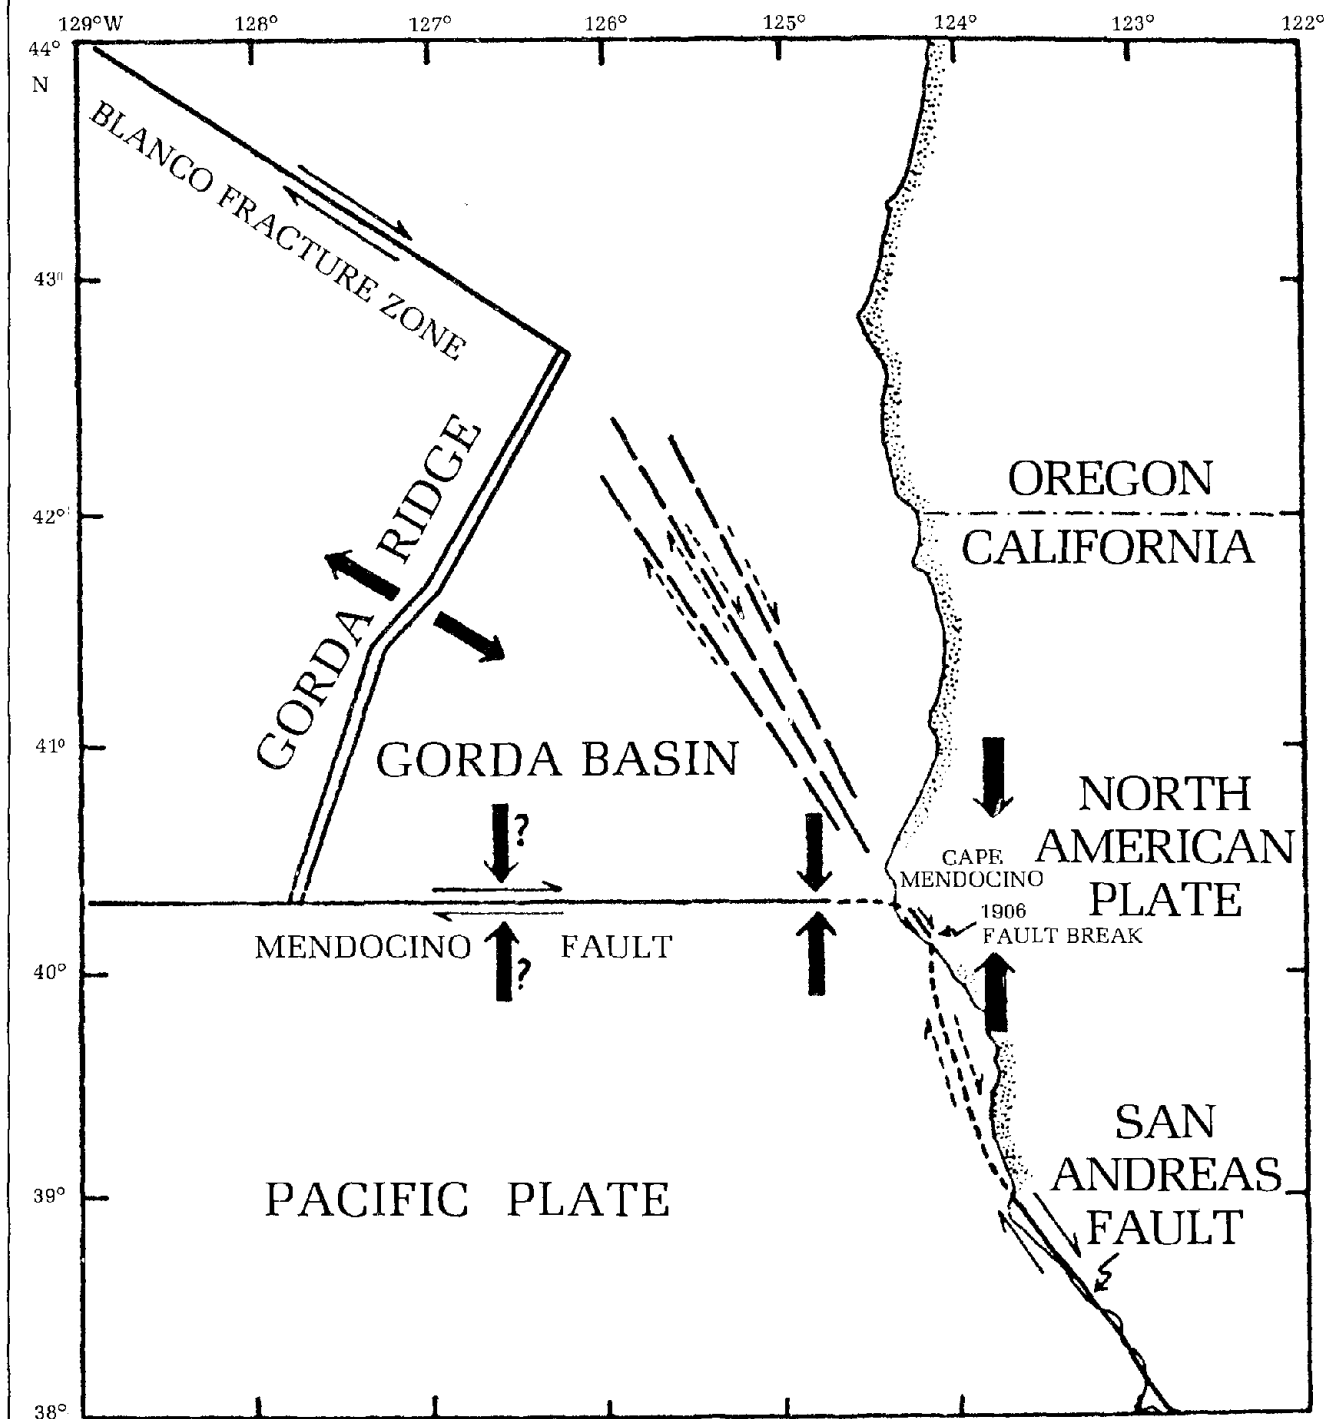 129°W 128° 127° 126° 125° 124° 123° 122°
44°
N
43°
42°
41°
40°
39°
38°
BLANCO FRACTURE ZONE
GORDA RIDGE
OREGON
CALIFORNIA
GORDA BASIN
?
?
MENDOCINO FAULT
NORTH
AMERICAN
PLATE
CAPE
MENDOCINO
1906
FAULT BREAK
PACIFIC PLATE
SAN
ANDREAS
FAULT